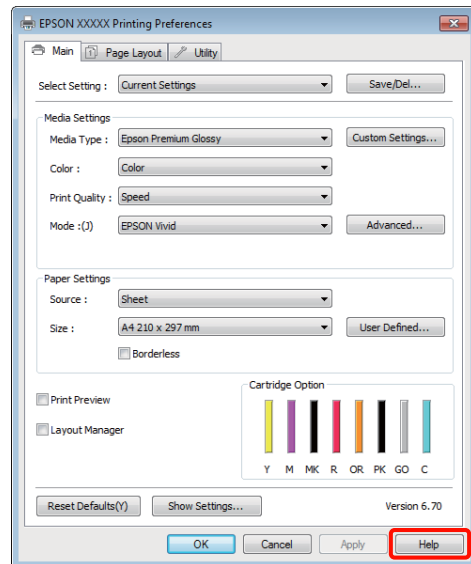 EPSON XXXXX Printing Preferences
Main Page Layout Utility
Select Setting : Current Settings Save/Del...
Media Settings
Media Type : Epson Premium Glossy Custom Settings...
Color : Color
Print Quality : Speed
Mode :(J) EPSON Vivid Advanced...
Paper Settings
Source : Sheet
Size : A4 210 x 297 mm User Defined...
Borderless
Print Preview
Layout Manager
Cartridge Option
Y M MK R OR PK GO C
Reset Defaults(Y) Show Settings... Version 6.70
OK Cancel Apply Help